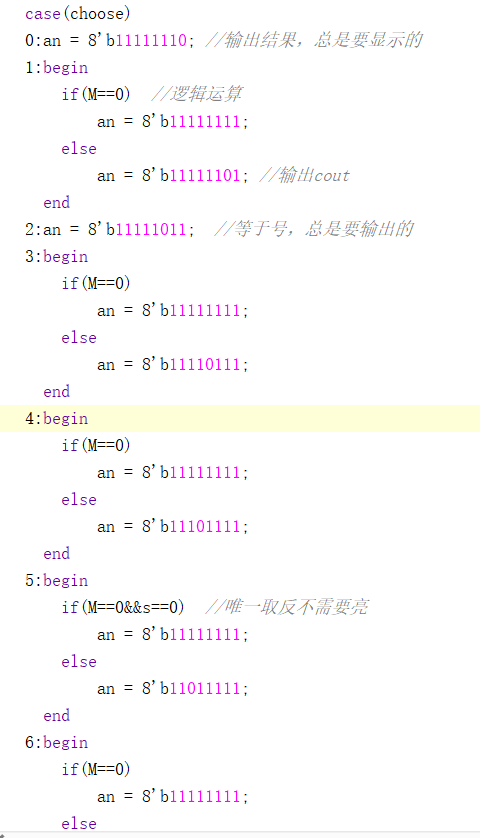 case(choose)
0:an = 8'b11111110; //输出结果，总是要显示的
1:begin
if(M==0) //逻辑运算
an = 8'b11111111;
else
an = 8'b11111101; //输出cout
end
2:an = 8'b11111011; //等于号，总是要输出的
3:begin
if(M==0)
an = 8'b11111111;
else
an = 8'b11110111;
end
4:begin
if(M==0)
an = 8'b11111111;
else
an = 8'b11101111;
end
5:begin
if(M==0&&s==0) //唯一取反不需要亮
an = 8'b11111111;
else
an = 8'b11011111;
end
6:begin
if(M==0)
an = 8'b11111111;
else